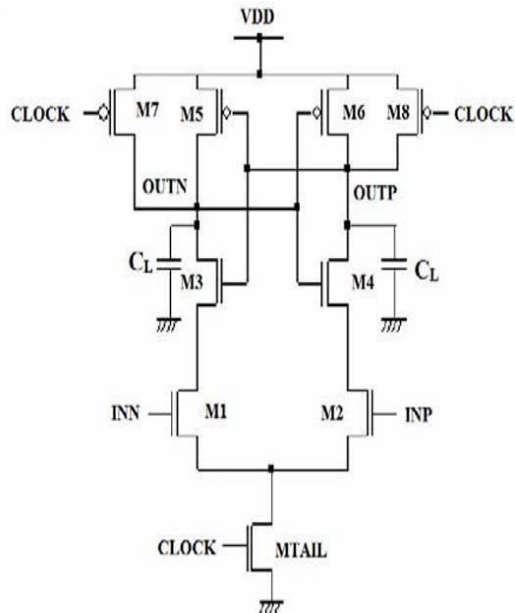 VDD
CLOCK M7 M5 M6 M8 CLOCK
OUTN OUTP
CL M3 M4 CL
INN M1 M2 INP
CLOCK MTAIL